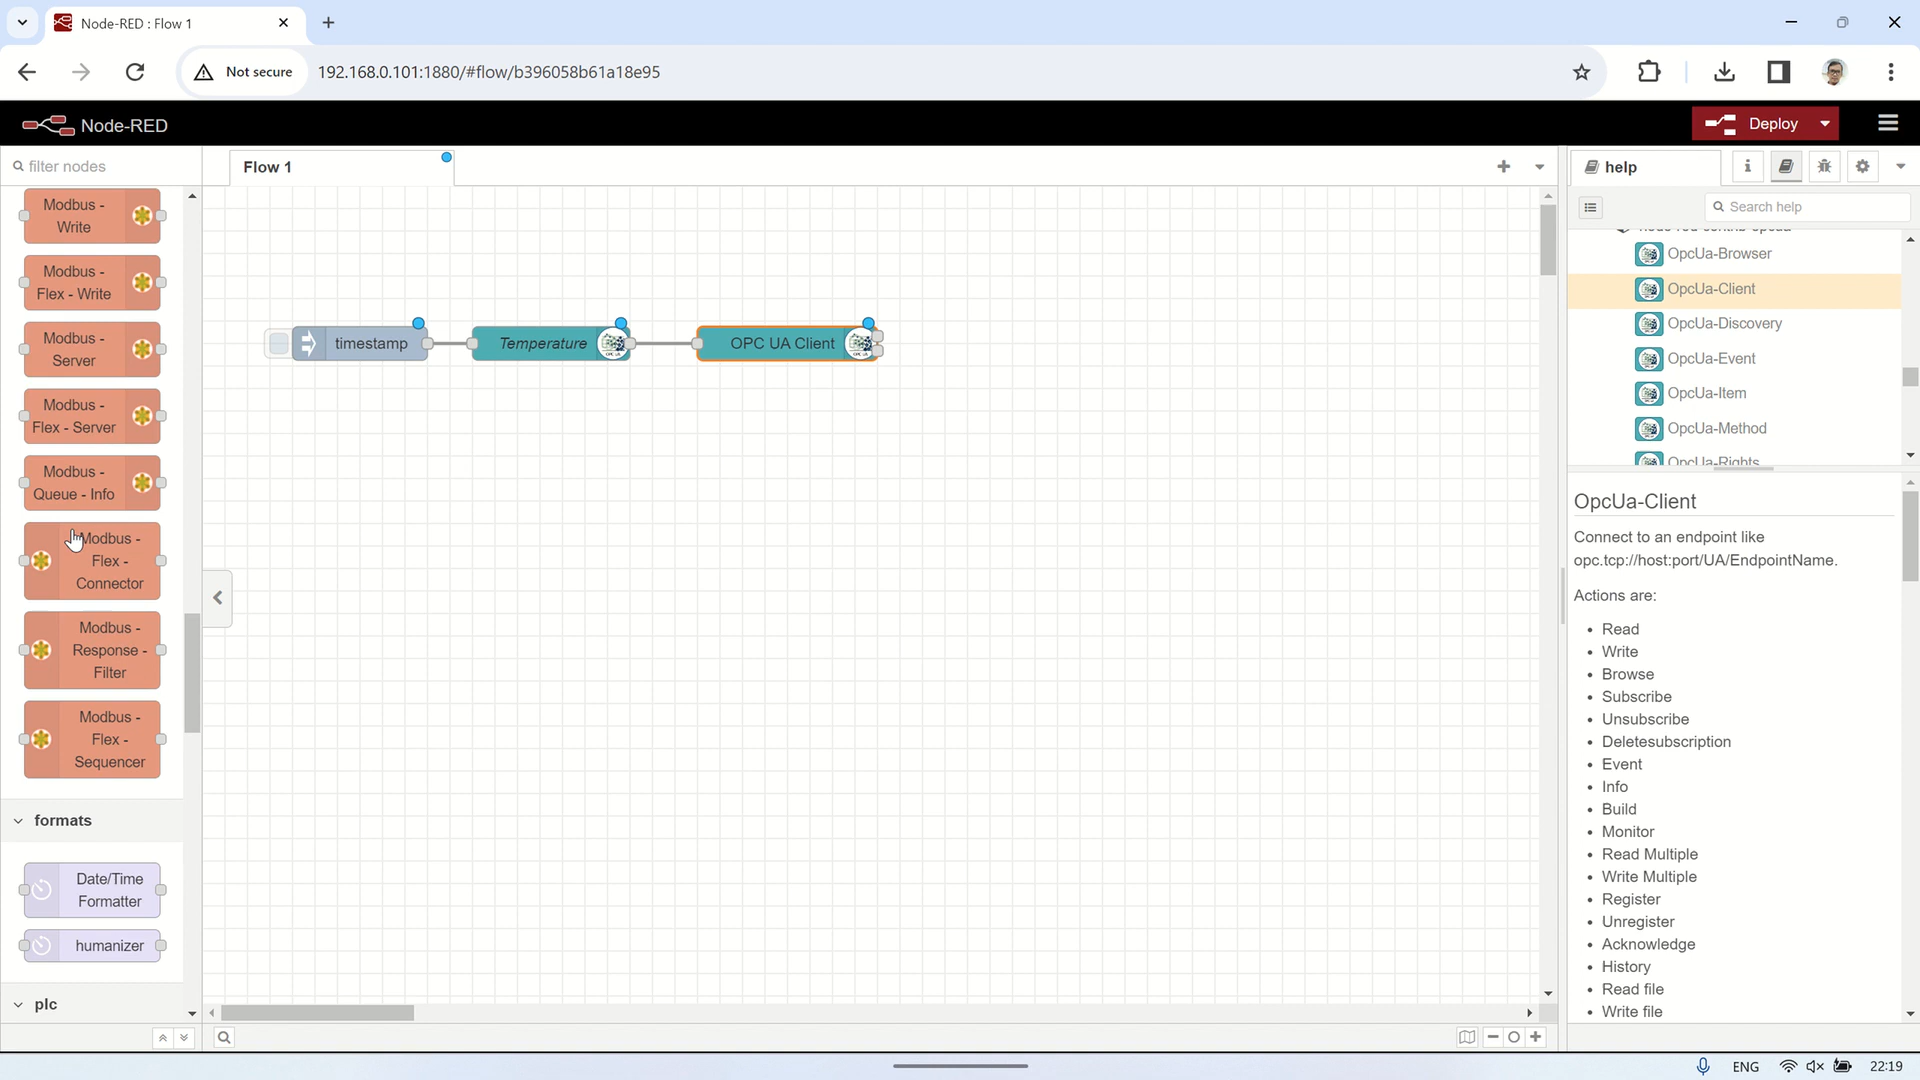 Node-RED : Flow 1
Not secure
192.168.0.101:1880/#flow/b396058b61a18e95
Node-RED
Deploy
filter nodes
Flow 1
help
Search help
Modbus -
Write
Modbus -
Flex - Write
Modbus -
Server
Modbus -
Flex - Server
Modbus -
Queue - Info
Modbus -
Flex -
Connector
Modbus -
Response -
Filter
Modbus -
Flex -
Sequencer
formats
Date/Time
Formatter
humanizer
plc
timestamp
Temperature
OPC UA Client
OpcUa-Browser
OpcUa-Client
OpcUa-Discovery
OpcUa-Event
OpcUa-Item
OpcUa-Method
OpcUa-Rights
OpcUa-Client
Connect to an endpoint like
opc.tcp://host:port/UA/EndpointName.
Actions are:
• Read
• Write
• Browse
• Subscribe
• Unsubscribe
• Deletesubscription
• Event
• Info
• Build
• Monitor
• Read Multiple
• Write Multiple
• Register
• Unregister
• Acknowledge
• History
• Read file
• Write file
ENG
22:19